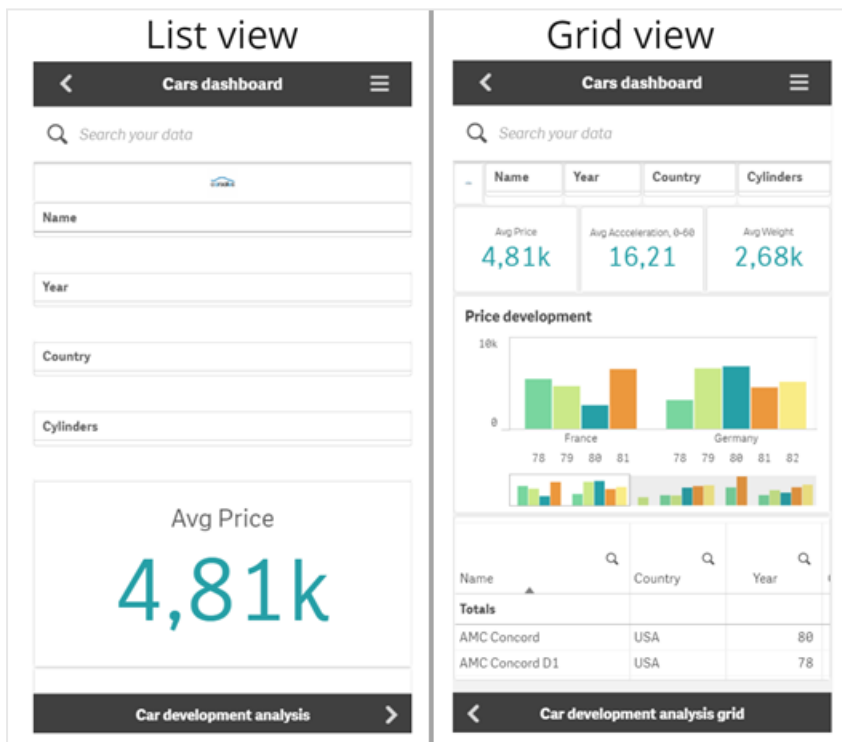 List view
Cars dashboard
Search your data
Name
Year
Country
Cylinders
Avg Price
4,81k
Car development analysis
Grid view
Cars dashboard
Search your data
Name Year Country Cylinders
Avg Price Avg Accceleration, 0-60 Avg Weight
4,81k 16,21 2,68k
Price development
10k
0
France Germany
78 79 80 81 78 79 80 81 82
Name Country Year
Totals
AMC Concord USA 80
AMC Concord D1 USA 78
Car development analysis grid